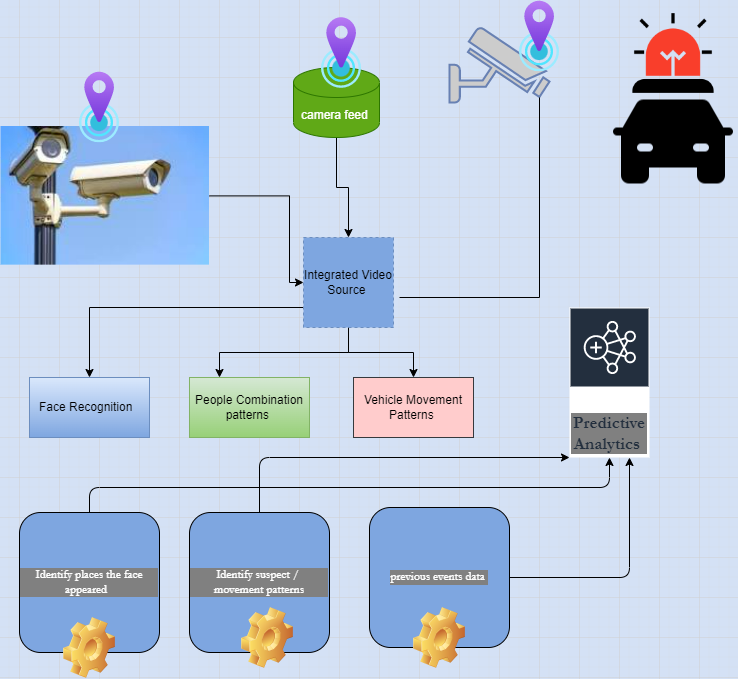 camera feed
Integrated Video
Source
Face Recognition
People Combination
patterns
Vehicle Movement
Patterns
Predictive
Analytics
Identify places the face
appeared
Identify suspect /
movement patterns
previous events data